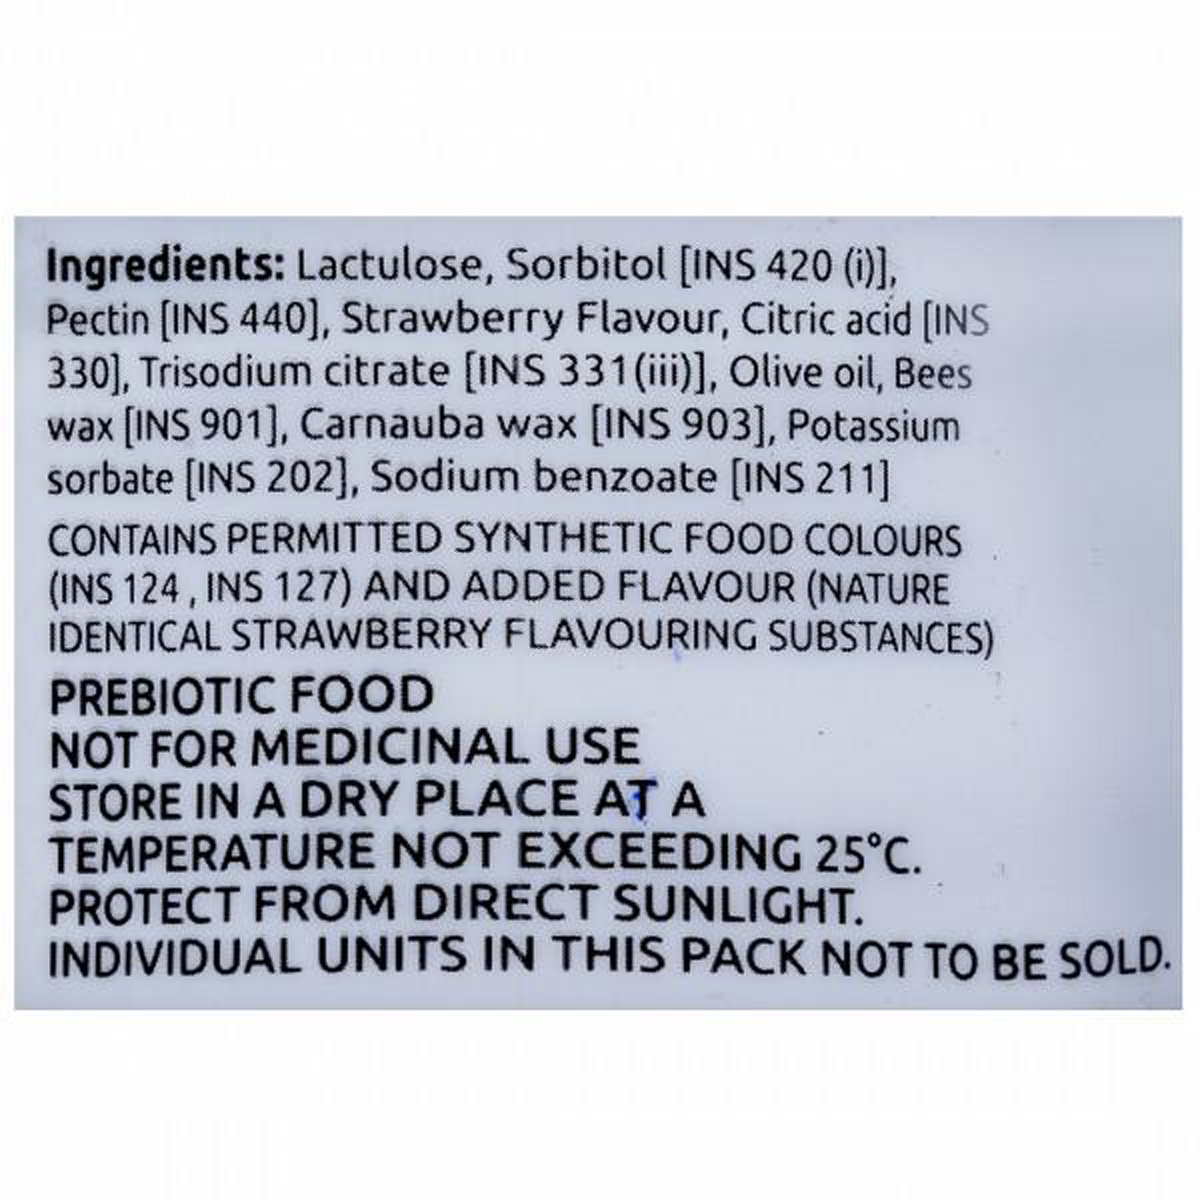 Ingredients: Lactulose, Sorbitol [INS 420 (i)],
Pectin [INS 440], Strawberry Flavour, Citric acid [INS
330], Trisodium citrate [INS 331(iii)], Olive oil, Bees
wax [INS 901], Carnauba wax [INS 903], Potassium
sorbate [INS 202], Sodium benzoate [INS 211]
CONTAINS PERMITTED SYNTHETIC FOOD COLOURS
(INS 124 , INS 127) AND ADDED FLAVOUR (NATURE
IDENTICAL STRAWBERRY FLAVOURING SUBSTANCES)
PREBIOTIC FOOD
NOT FOR MEDICINAL USE
STORE IN A DRY PLACE AT A
TEMPERATURE NOT EXCEEDING 25°C.
PROTECT FROM DIRECT SUNLIGHT.
INDIVIDUAL UNITS IN THIS PACK NOT TO BE SOLD.